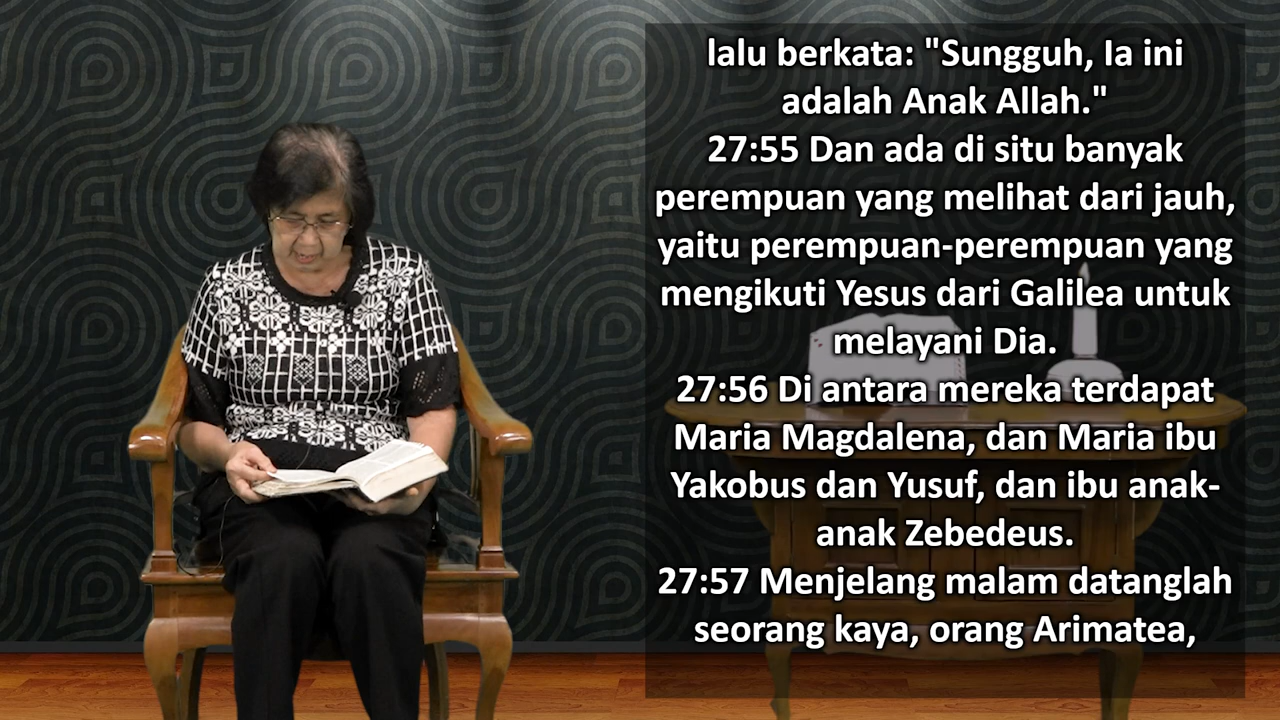 lalu berkata: "Sungguh, Ia ini
adalah Anak Allah."
27:55 Dan ada di situ banyak
perempuan yang melihat dari jauh,
yaitu perempuan-perempuan yang
mengikuti Yesus dari Galilea untuk
melayani Dia.
27:56 Di antara mereka terdapat
Maria Magdalena, dan Maria ibu
Yakobus dan Yusuf, dan ibu anak-
anak Zebedeus.
27:57 Menjelang malam datanglah
seorang kaya, orang Arimatea,